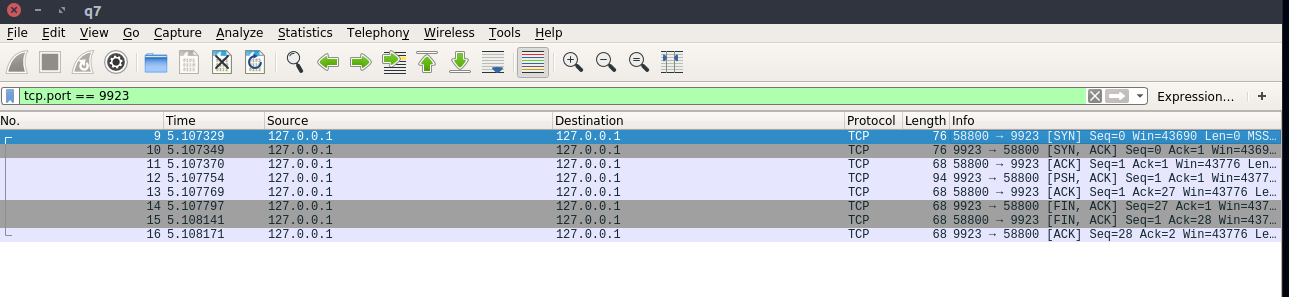 q7
File Edit View Go Capture Analyze Statistics Telephony Wireless Tools Help
tcp.port == 9923 Expression… +
No. Time Source Destination Protocol Length Info
9 5.107329 127.0.0.1 127.0.0.1 TCP 76 58800 → 9923 [SYN] Seq=0 Win=43690 Len=0 MSS…
10 5.107349 127.0.0.1 127.0.0.1 TCP 76 9923 → 58800 [SYN, ACK] Seq=0 Ack=1 Win=4369…
11 5.107370 127.0.0.1 127.0.0.1 TCP 68 58800 → 9923 [ACK] Seq=1 Ack=1 Win=43776 Len…
12 5.107754 127.0.0.1 127.0.0.1 TCP 94 9923 → 58800 [PSH, ACK] Seq=1 Ack=1 Win=4377…
13 5.107769 127.0.0.1 127.0.0.1 TCP 68 58800 → 9923 [ACK] Seq=1 Ack=27 Win=43776 Le…
14 5.107797 127.0.0.1 127.0.0.1 TCP 68 9923 → 58800 [FIN, ACK] Seq=27 Ack=1 Win=437…
15 5.108141 127.0.0.1 127.0.0.1 TCP 68 58800 → 9923 [FIN, ACK] Seq=1 Ack=28 Win=437…
16 5.108171 127.0.0.1 127.0.0.1 TCP 68 9923 → 58800 [ACK] Seq=28 Ack=2 Win=43776 Le…